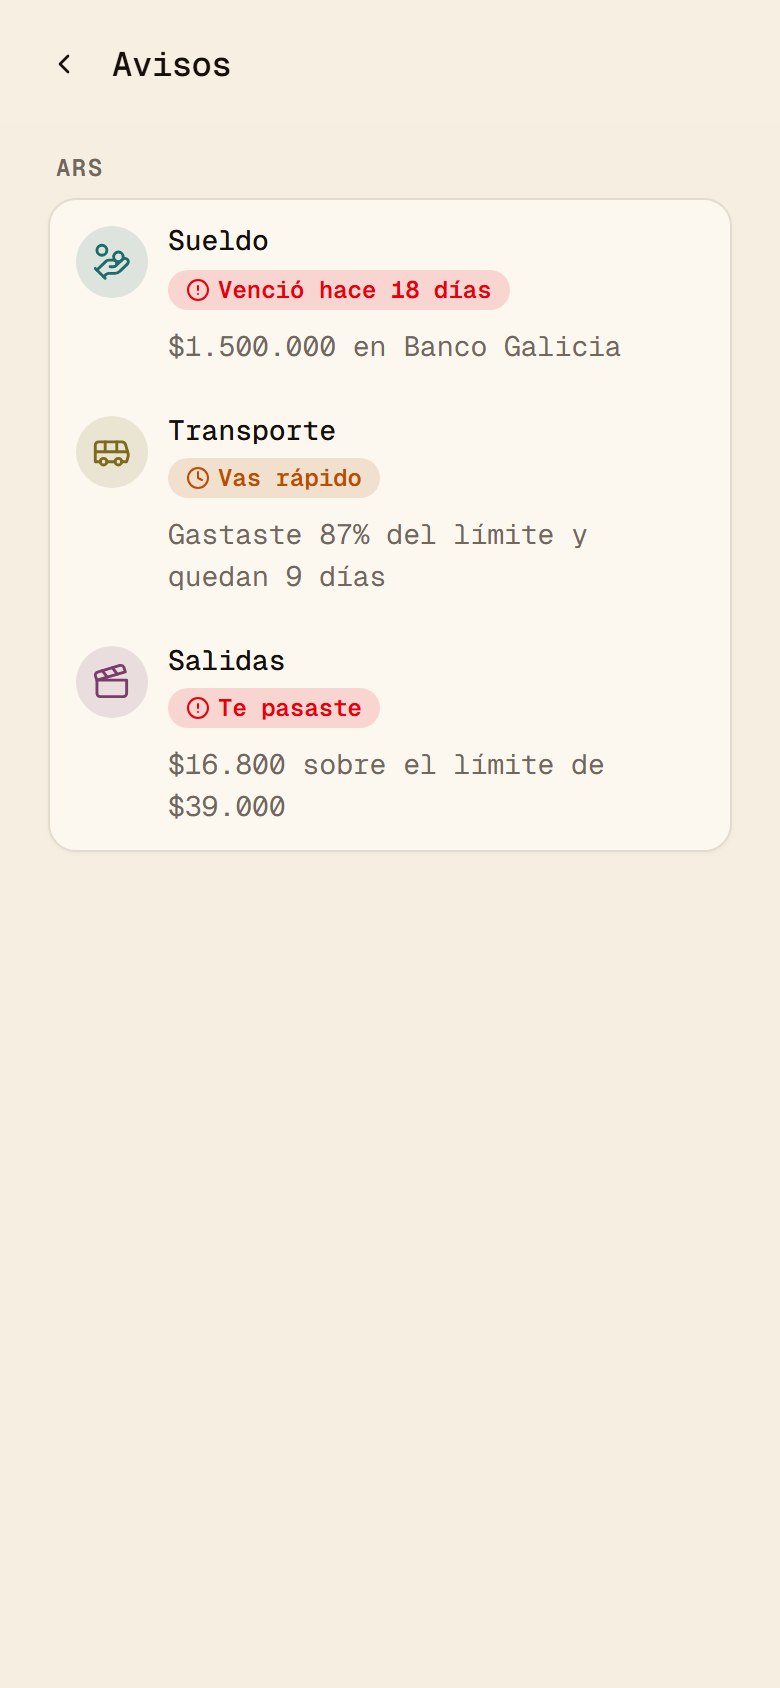 Avisos
ARS
Sueldo
Venció hace 18 días
$1.500.000 en Banco Galicia
Transporte
Vas rápido
Gastaste 87% del límite y
quedan 9 días
Salidas
Te pasaste
$16.800 sobre el límite de
$39.000